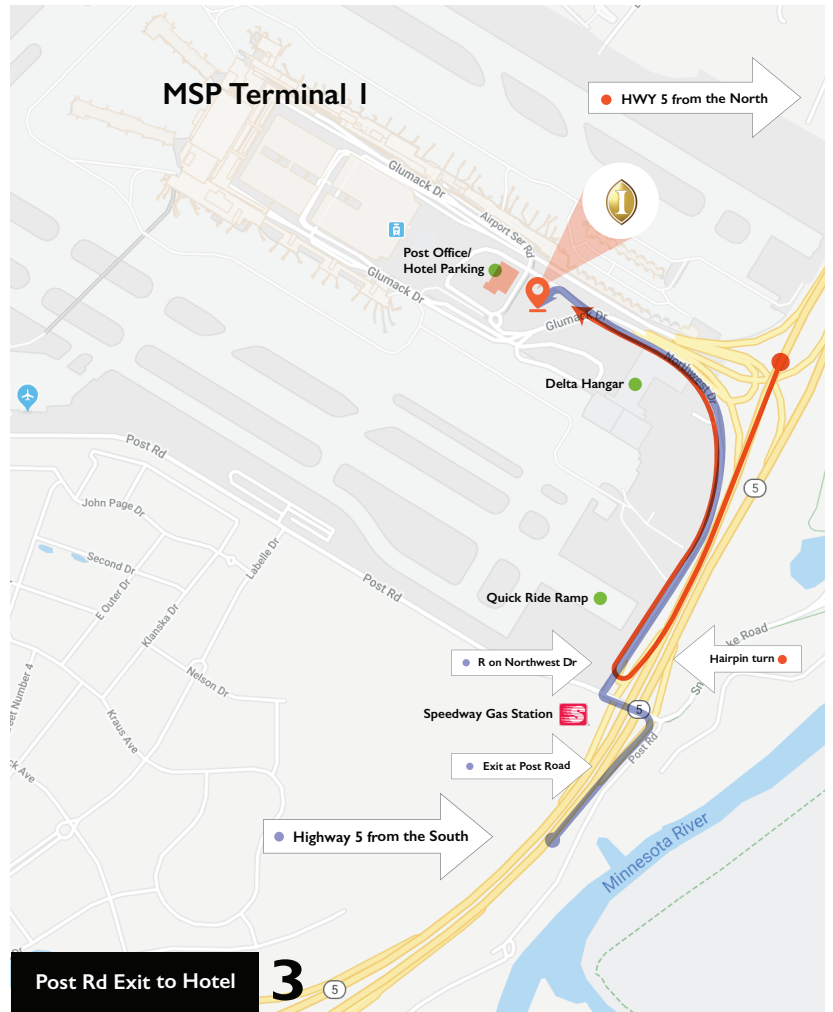 MSP Terminal 1
HWY 5 from the North
Glumack Dr
Airport Ser Rd
I
Post Office/
Hotel Parking
Glumack Dr
Glumack Dr
Northwest Dr
Delta Hangar
Post Rd
5
John Page Dr
Second Dr
Labelle Dr
E Outer Dr
Klanska Dr
Post Rd
Quick Ride Ramp
R on Northwest Dr
Hairpin turn
Nelson Dr
Kraus Ave
Speedway Gas Station
5
Post Rd
Exit at Post Road
Highway 5 from the South
Minnesota River
Post Rd Exit to Hotel
3
5